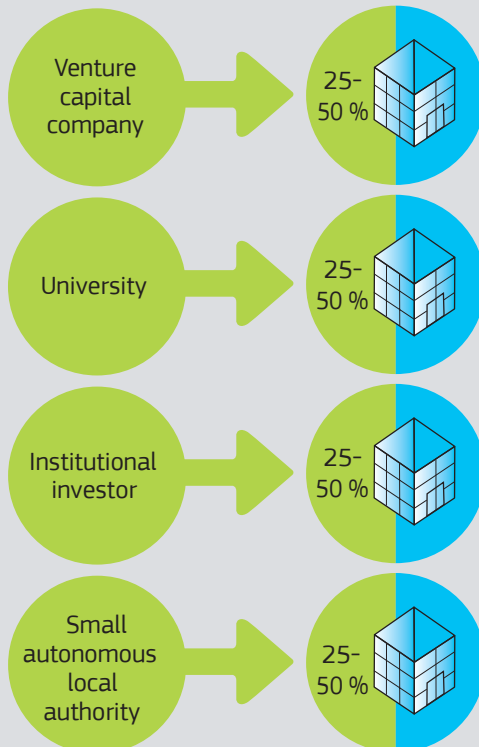 Venture
capital
company
25-
50 %
University
25-
50 %
Institutional
investor
25-
50 %
Small
autonomous
local
authority
25-
50 %